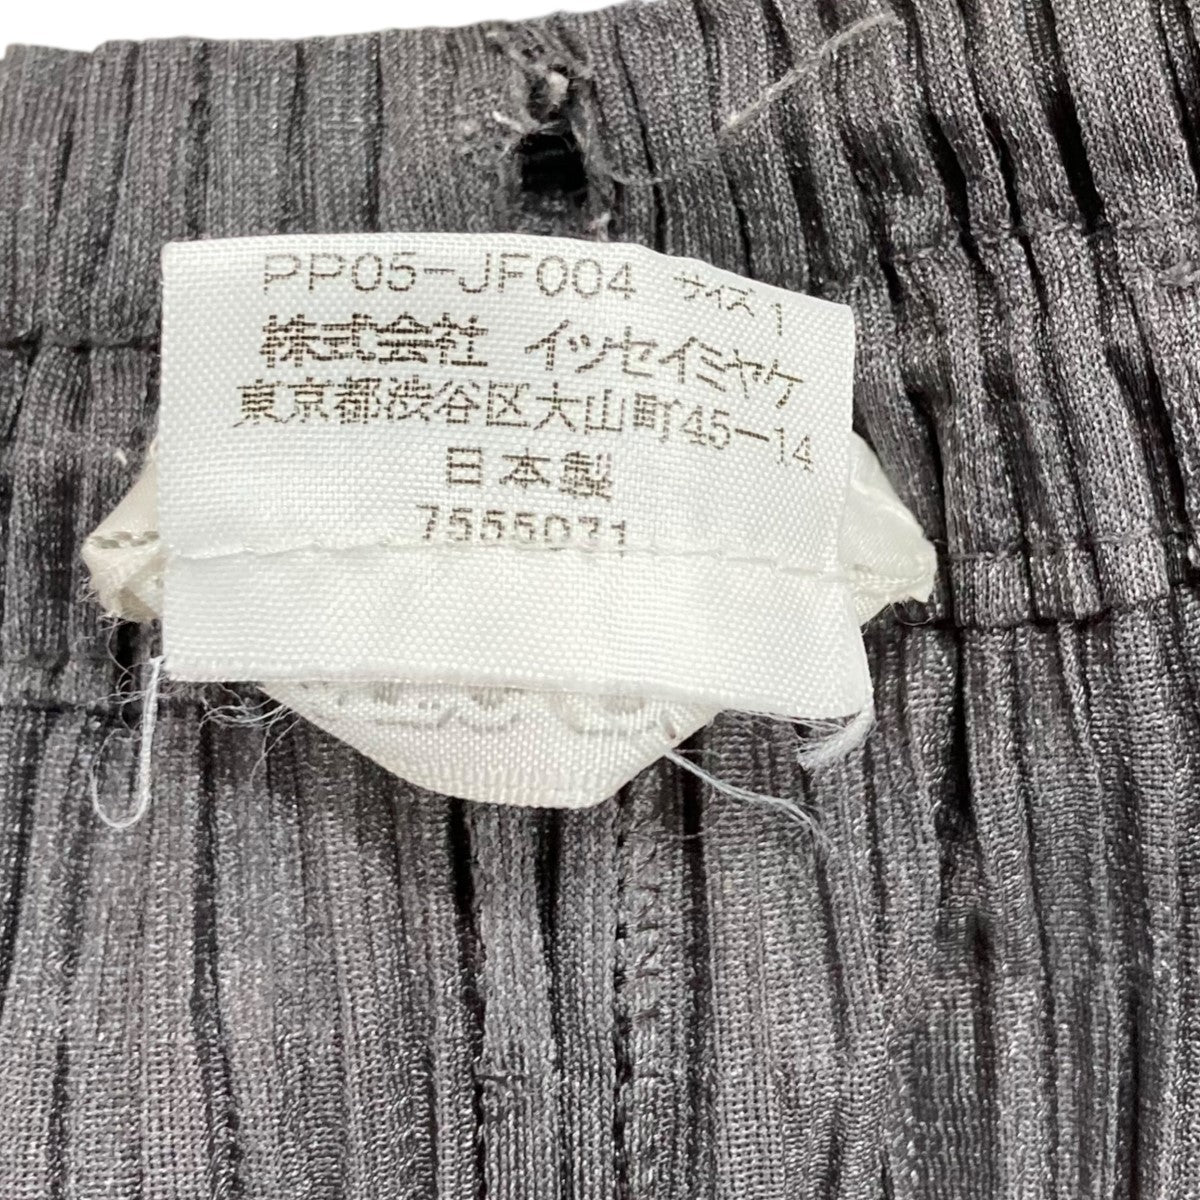 PP05-JF004 サイズ 1
株式会社 イッセイミヤケ
東京都渋谷区大山町45-14
日本製
7555071